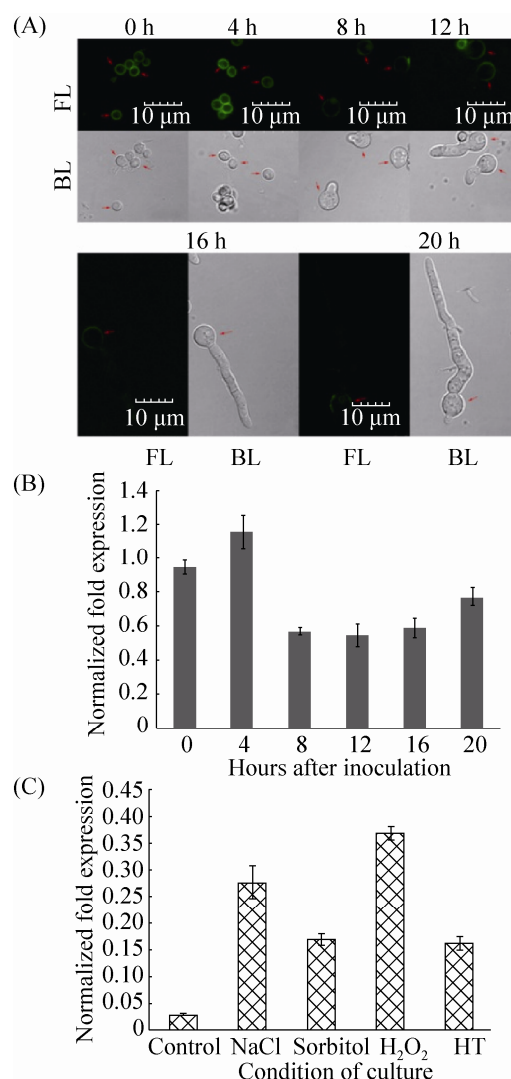 (A)
0 h 4 h 8 h 12 h
FL
10 μm 10 μm 10 μm 10 μm
BL
16 h 20 h
10 μm 10 μm
FL BL FL BL
(B)
Normalized fold expression
1.4
1.2
1.0
0.8
0.6
0.4
0.2
0
0 4 8 12 16 20
Hours after inoculation
(C)
Normalized fold expression
0.45
0.40
0.35
0.30
0.25
0.20
0.15
0.10
0.05
0
Control NaCl Sorbitol H₂O₂ HT
Condition of culture